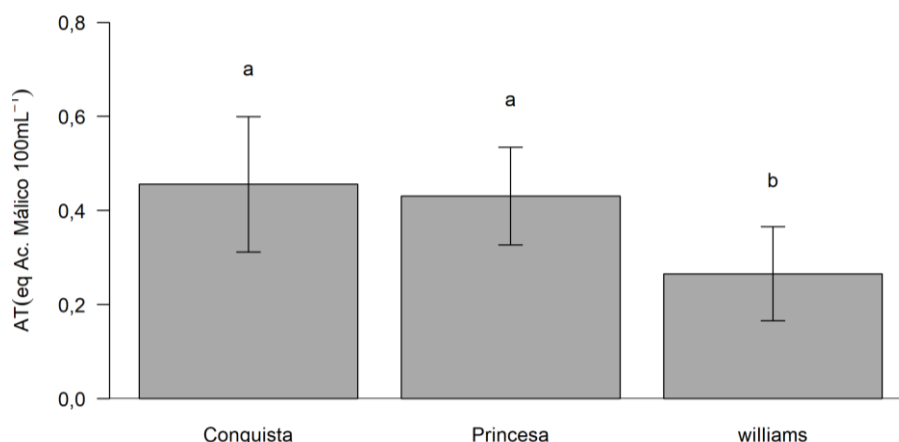 0,8
a
a
0,6
b
0,4
0,2
0,0
AT(eq Ac. Málico 100mL⁻¹)
Conquista Princesa williams